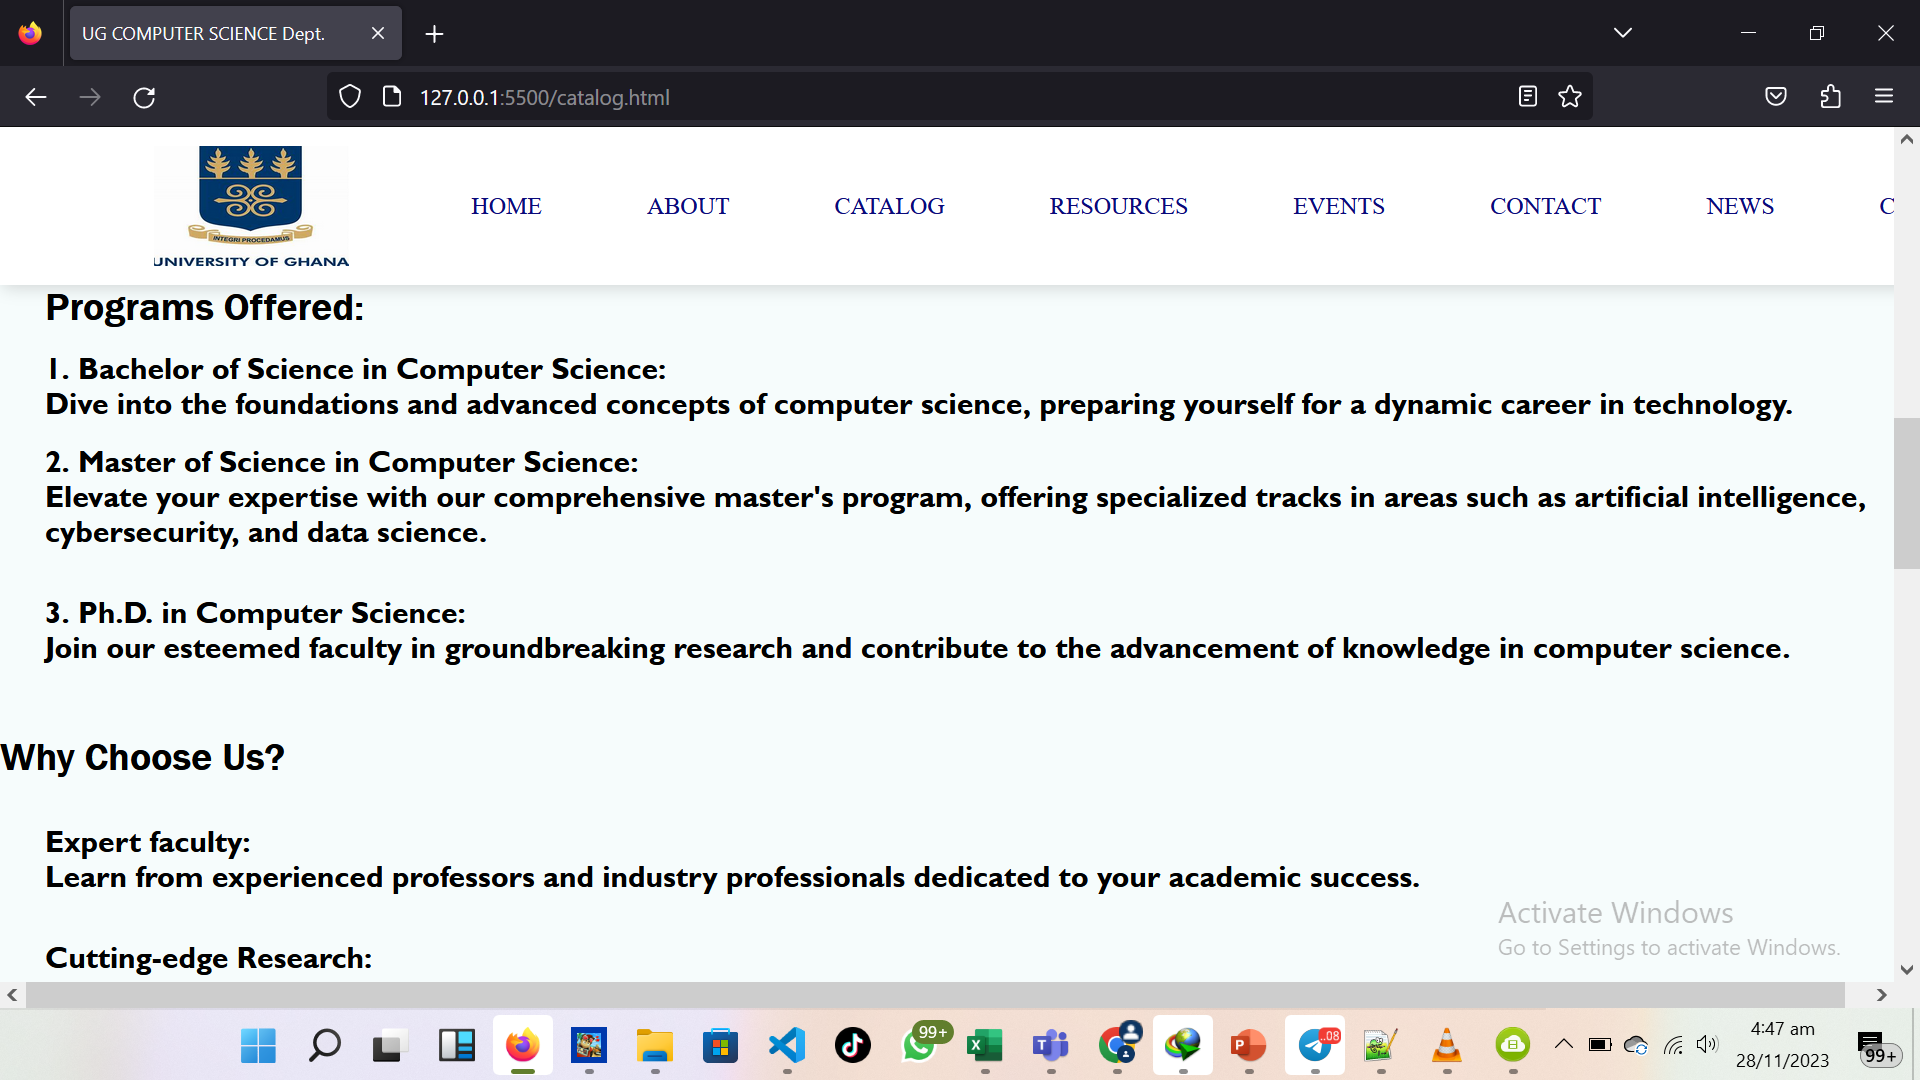 UG COMPUTER SCIENCE Dept.
127.0.0.1:5500/catalog.html
INTEGRI PROCEDAMUS
UNIVERSITY OF GHANA
HOME ABOUT CATALOG RESOURCES EVENTS CONTACT NEWS C
Programs Offered:
1. Bachelor of Science in Computer Science:
Dive into the foundations and advanced concepts of computer science, preparing yourself for a dynamic career in technology.
2. Master of Science in Computer Science:
Elevate your expertise with our comprehensive master's program, offering specialized tracks in areas such as artificial intelligence,
cybersecurity, and data science.
3. Ph.D. in Computer Science:
Join our esteemed faculty in groundbreaking research and contribute to the advancement of knowledge in computer science.
Why Choose Us?
Expert faculty:
Learn from experienced professors and industry professionals dedicated to your academic success.
Cutting-edge Research:
Activate Windows
Go to Settings to activate Windows.
99+
..08
4:47 am
28/11/2023
99+